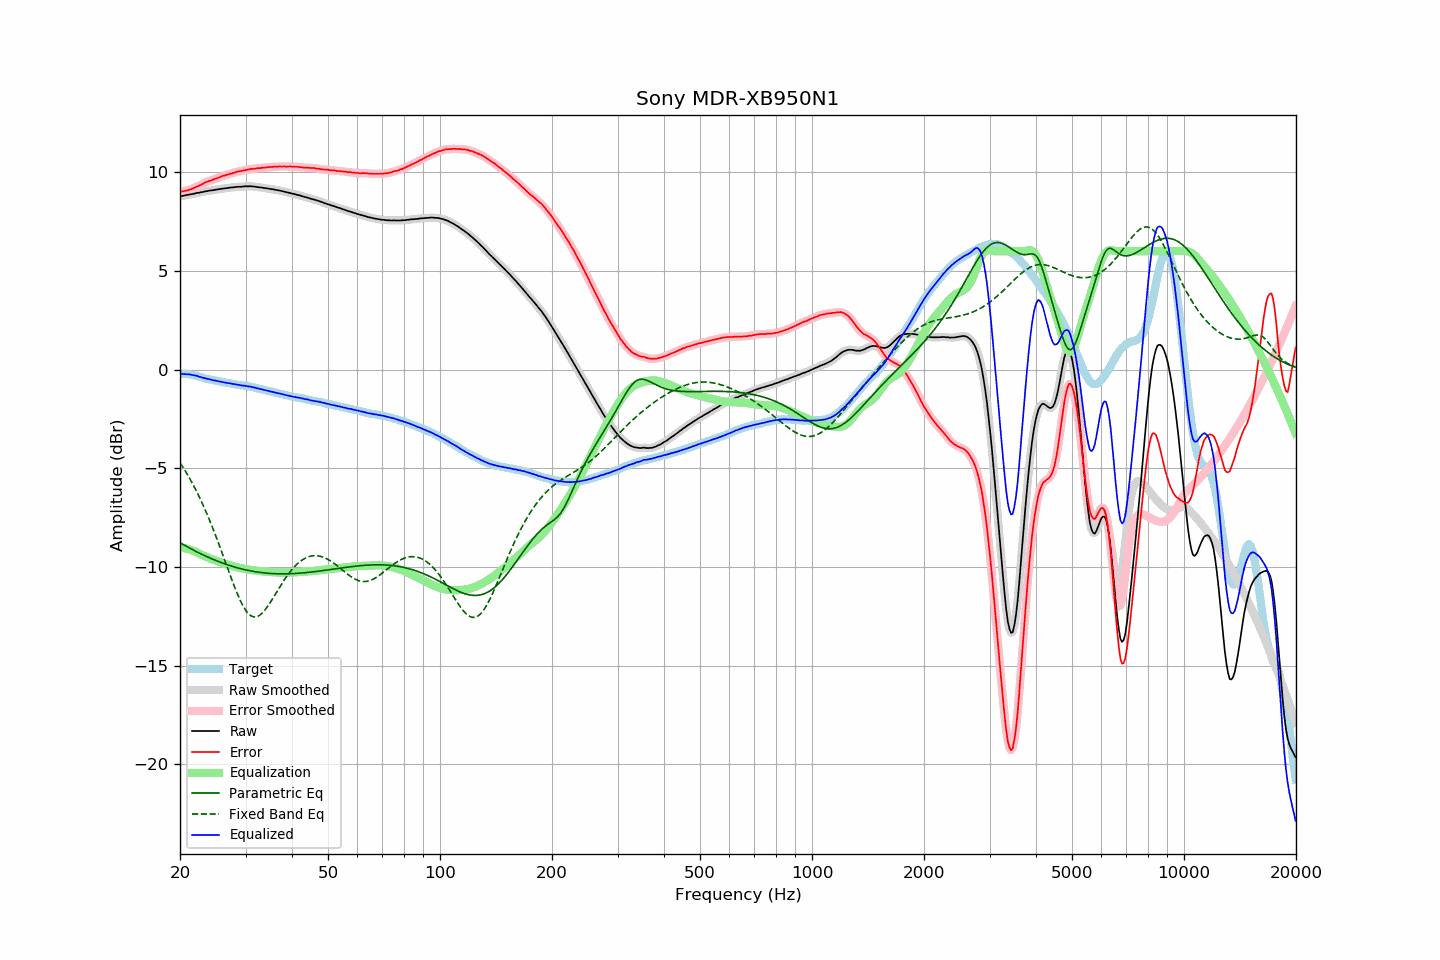 Sony MDR-XB950N1
Amplitude (dBr)
10
5
0
−5
−10
−15
−20
Target
Raw Smoothed
Error Smoothed
Raw
Error
Equalization
Parametric Eq
Fixed Band Eq
Equalized
20 50 100 200 500 1000 2000 5000 10000 20000
Frequency (Hz)